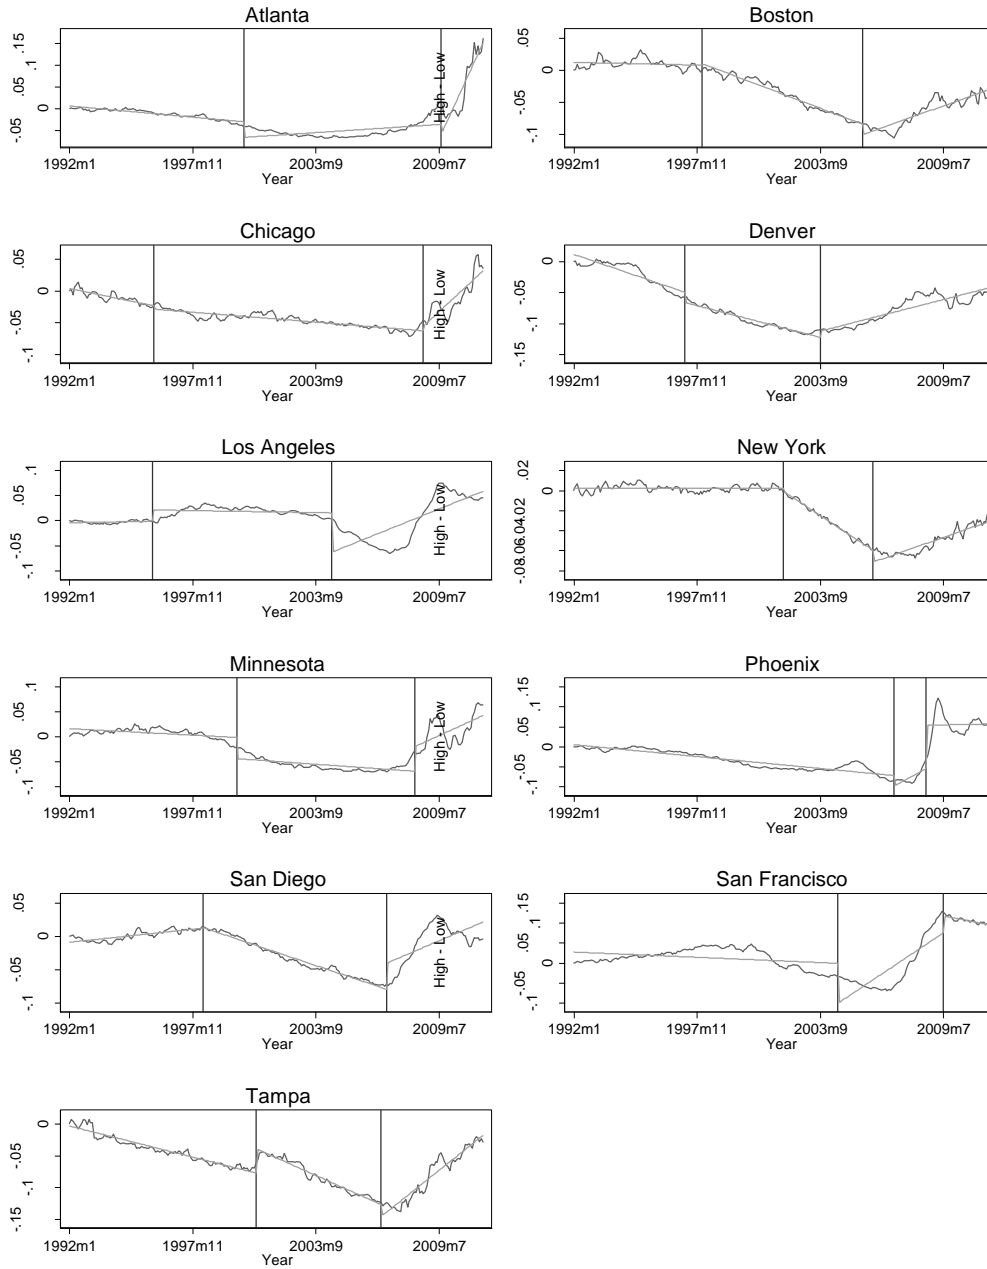 Atlanta
.15
.1
0
-.05
High - Low
1992m1 1997m11 2003m9 2009m7
Year
Boston
.05
0
-.05
-.1
1992m1 1997m11 2003m9 2009m7
Year
Chicago
.05
0
-.05
-.1
High - Low
1992m1 1997m11 2003m9 2009m7
Year
Denver
0
-.05
-.1
-.15
1992m1 1997m11 2003m9 2009m7
Year
Los Angeles
.1
.05
0
-.05
-.1
High - Low
1992m1 1997m11 2003m9 2009m7
Year
New York
.02
0
-.08.06.04.02
1992m1 1997m11 2003m9 2009m7
Year
Minnesota
.1
.05
0
-.05
-.1
High - Low
1992m1 1997m11 2003m9 2009m7
Year
Phoenix
.15
.1
.05
0
-.05
-.1
1992m1 1997m11 2003m9 2009m7
Year
San Diego
.05
0
-.05
-.1
High - Low
1992m1 1997m11 2003m9 2009m7
Year
San Francisco
.15
.1
.05
0
-.05
-.1
1992m1 1997m11 2003m9 2009m7
Year
Tampa
0
-.05
-.1
-.15
1992m1 1997m11 2003m9 2009m7
Year